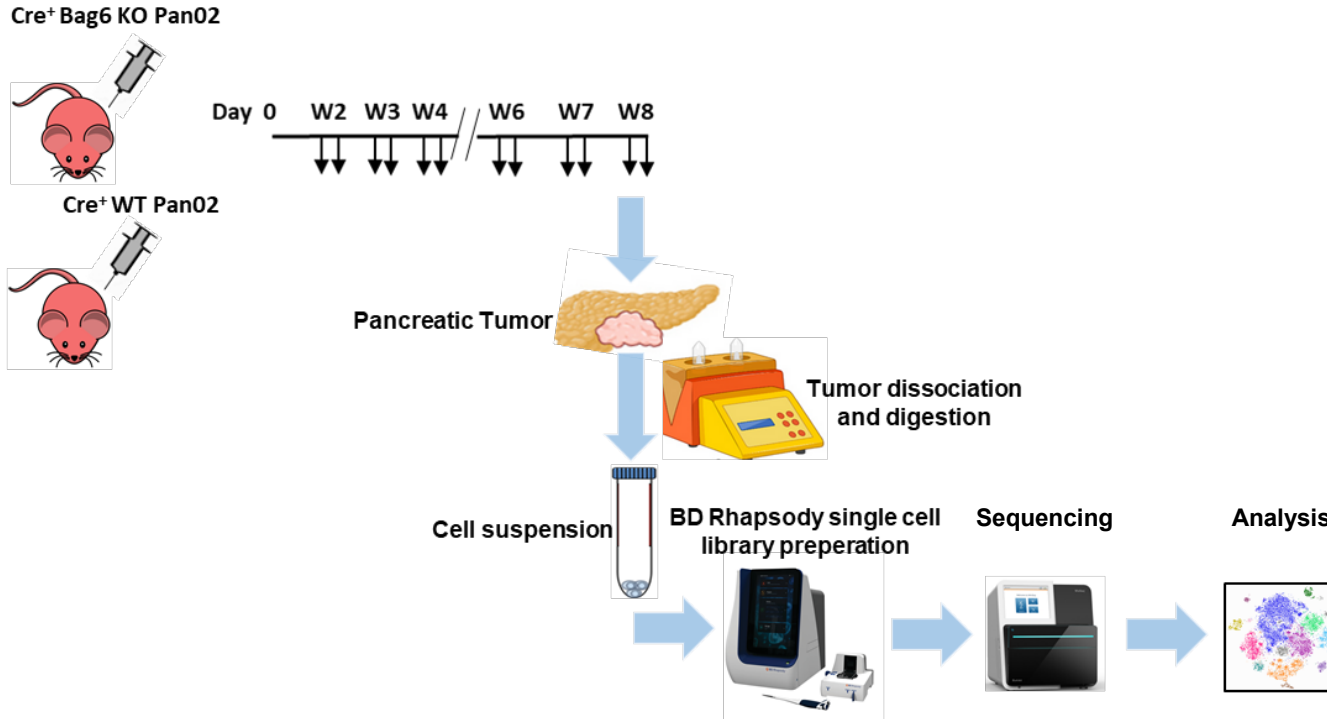 Cre⁺ Bag6 KO Pan02
Day 0 W2 W3 W4 W6 W7 W8
Cre⁺ WT Pan02
Pancreatic Tumor
Tumor dissociation
and digestion
Cell suspension
BD Rhapsody single cell
library preperation
Sequencing
Analysis